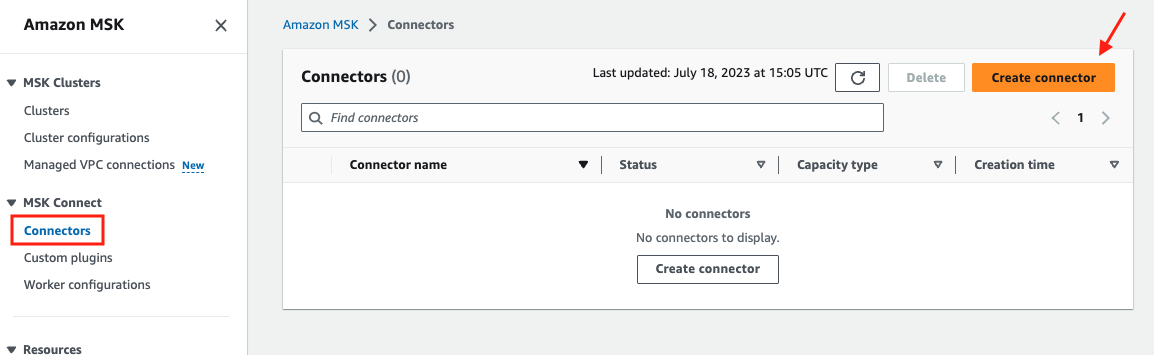 Amazon MSK
MSK Clusters
Clusters
Cluster configurations
Managed VPC connections New
MSK Connect
Connectors
Custom plugins
Worker configurations
Resources
Amazon MSK > Connectors
Connectors (0)
Last updated: July 18, 2023 at 15:05 UTC
Delete
Create connector
Find connectors
1
Connector name
Status
Capacity type
Creation time
No connectors
No connectors to display.
Create connector